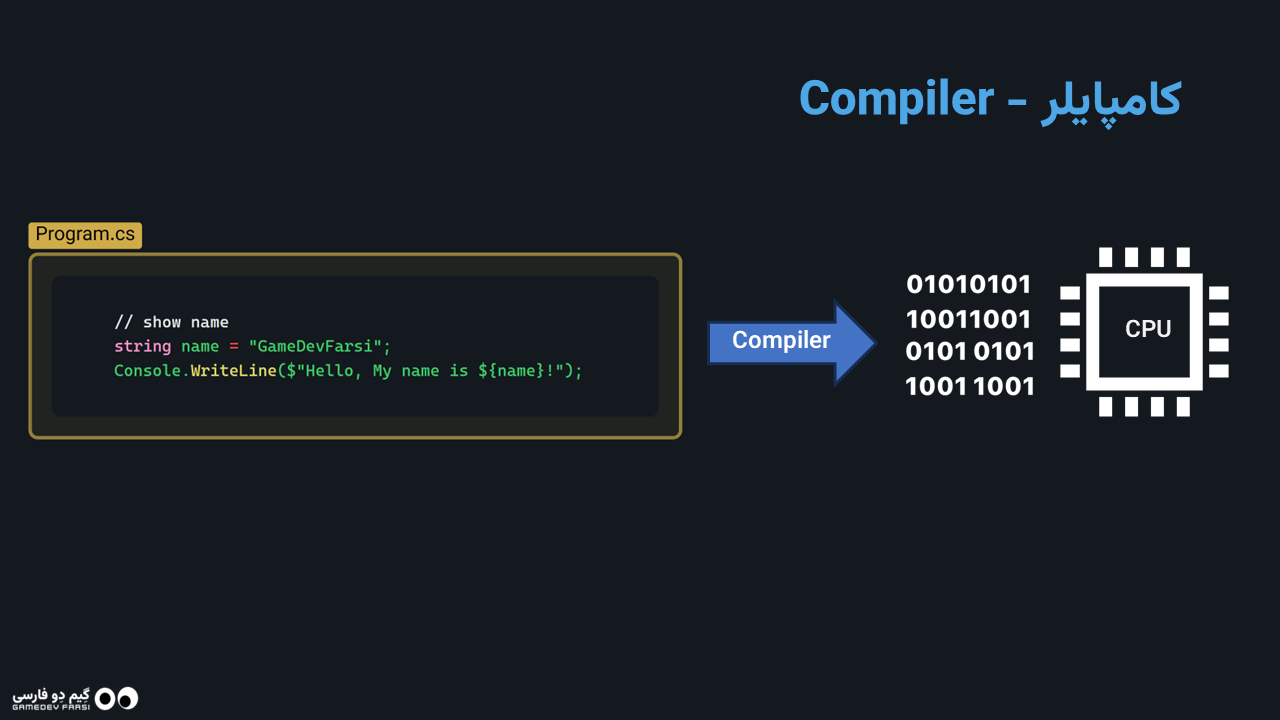 کامپایلر - Compiler
Program.cs
// show name
string name = "GameDevFarsi";
Console.WriteLine($"Hello, My name is ${name}!");
Compiler
01010101
10011001
0101 0101
1001 1001
CPU
گیم دِو فارسی
GAMEDEV FARSI